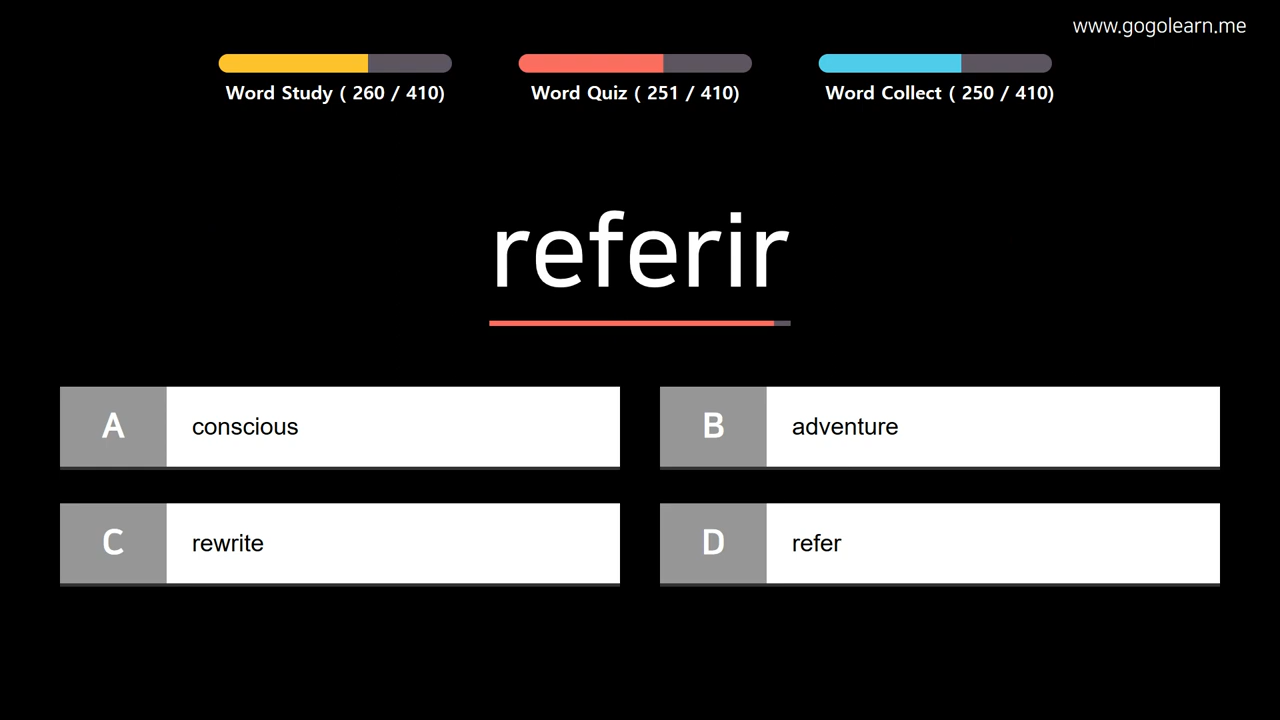 www.gogolearn.me
Word Study ( 260 / 410)
Word Quiz ( 251 / 410)
Word Collect ( 250 / 410)
referir
A conscious
B adventure
C rewrite
D refer